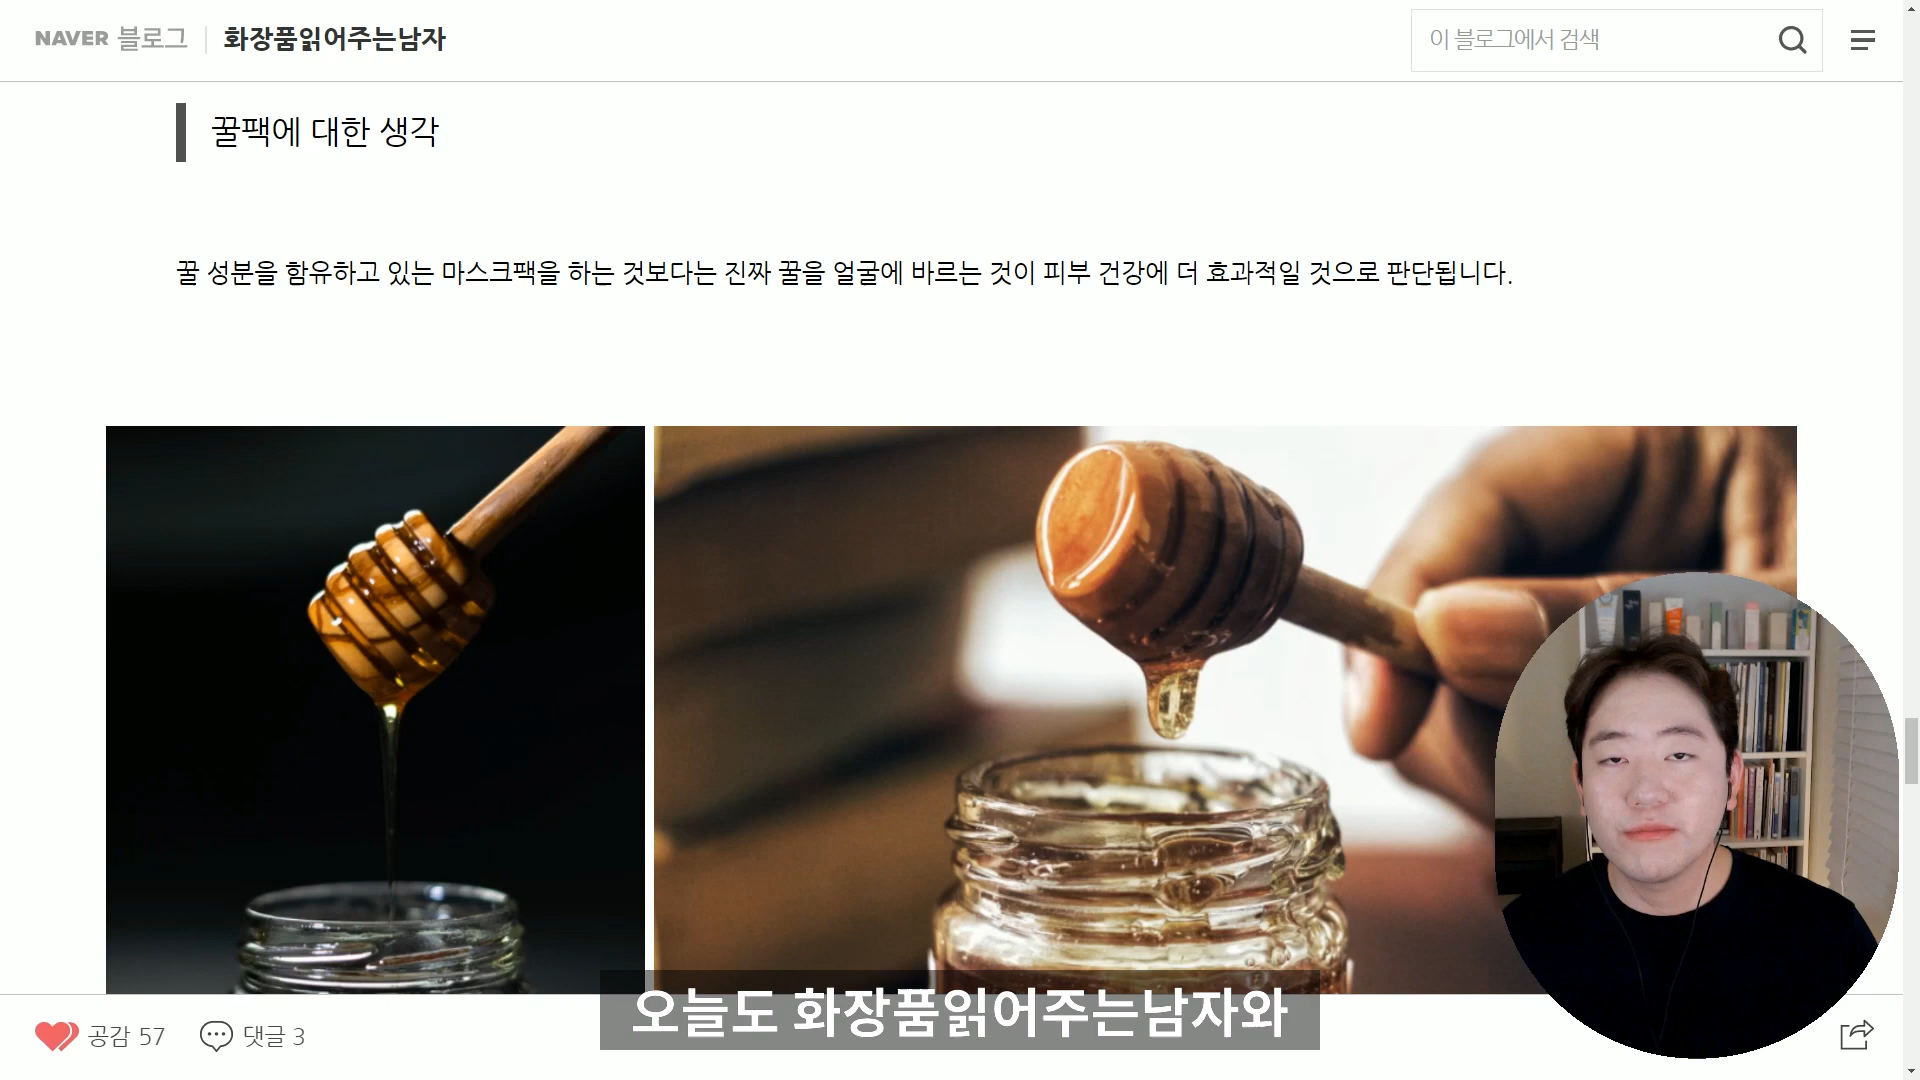 NAVER 블로그 화장품읽어주는남자
이 블로그에서 검색
꿀팩에 대한 생각
꿀 성분을 함유하고 있는 마스크팩을 하는 것보다는 진짜 꿀을 얼굴에 바르는 것이 피부 건강에 더 효과적일 것으로 판단됩니다.
오늘도 화장품읽어주는남자와
공감 57 댓글 3